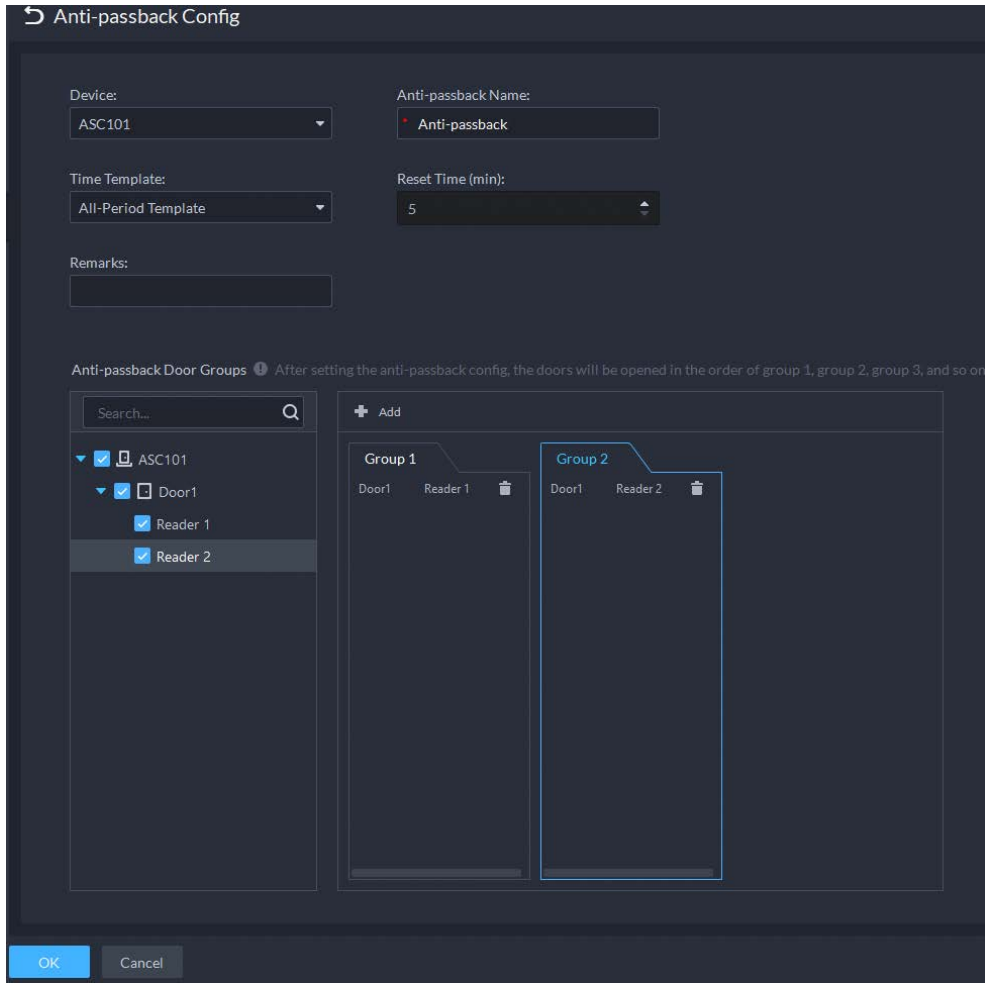 Anti-passback Config
Device:
Anti-passback Name:
ASC101
* Anti-passback
Time Template:
Reset Time (min):
All-Period Template
5
Remarks:
Anti-passback Door Groups After setting the anti-passback config, the doors will be opened in the order of group 1, group 2, group 3, and so on
Search...
Add
ASC101
Door1
Reader 1
Reader 2
Group 1
Door1 Reader 1
Group 2
Door1 Reader 2
OK
Cancel